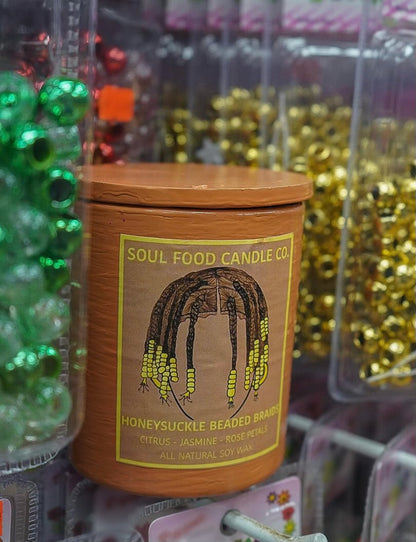 SOUL FOOD CANDLE CO.
HONEYSUCKLE BEADED BRAIDS
CITRUS - JASMINE - ROSE PETALS
ALL NATURAL SOY WAX